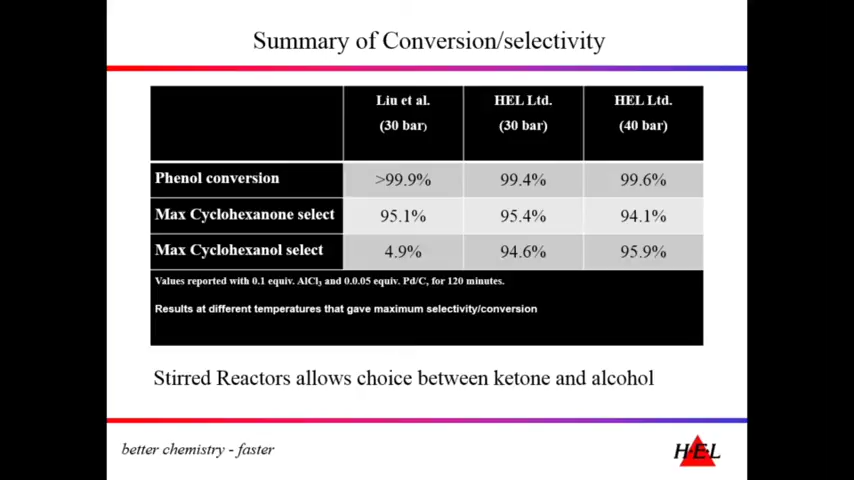 Summary of Conversion/selectivity
Liu et al. HEL Ltd. HEL Ltd.
(30 bar) (30 bar) (40 bar)
Phenol conversion >99.9% 99.4% 99.6%
Max Cyclohexanone select 95.1% 95.4% 94.1%
Max Cyclohexanol select 4.9% 94.6% 95.9%
Values reported with 0.1 equiv. AlCl₃ and 0.0.05 equiv. Pd/C, for 120 minutes.
Results at different temperatures that gave maximum selectivity/conversion
Stirred Reactors allows choice between ketone and alcohol
better chemistry - faster
HEL